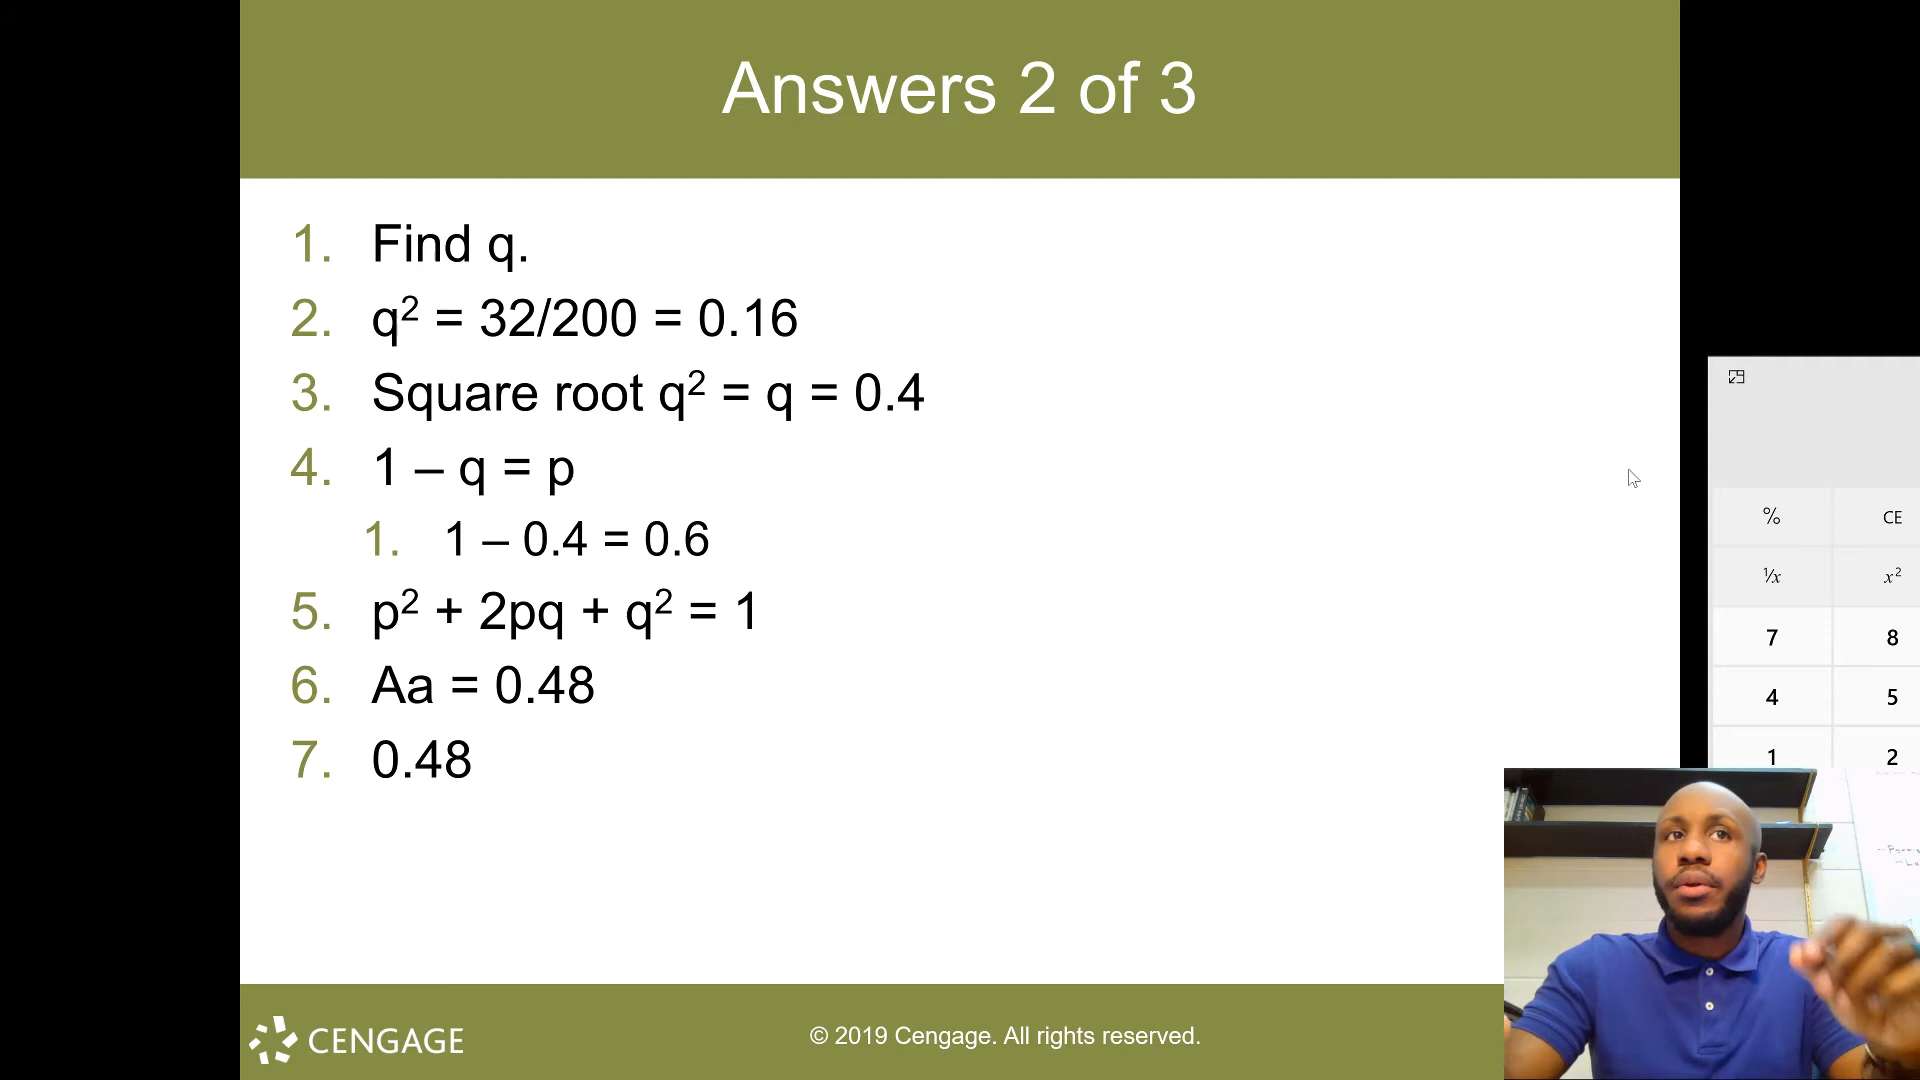 Answers 2 of 3
1. Find q.
2. q² = 32/200 = 0.16
3. Square root q² = q = 0.4
4. 1 – q = p
1. 1 – 0.4 = 0.6
5. p² + 2pq + q² = 1
6. Aa = 0.48
7. 0.48
% CE
¹/x x²
7 8
4 5
1 2
CENGAGE
© 2019 Cengage. All rights reserved.